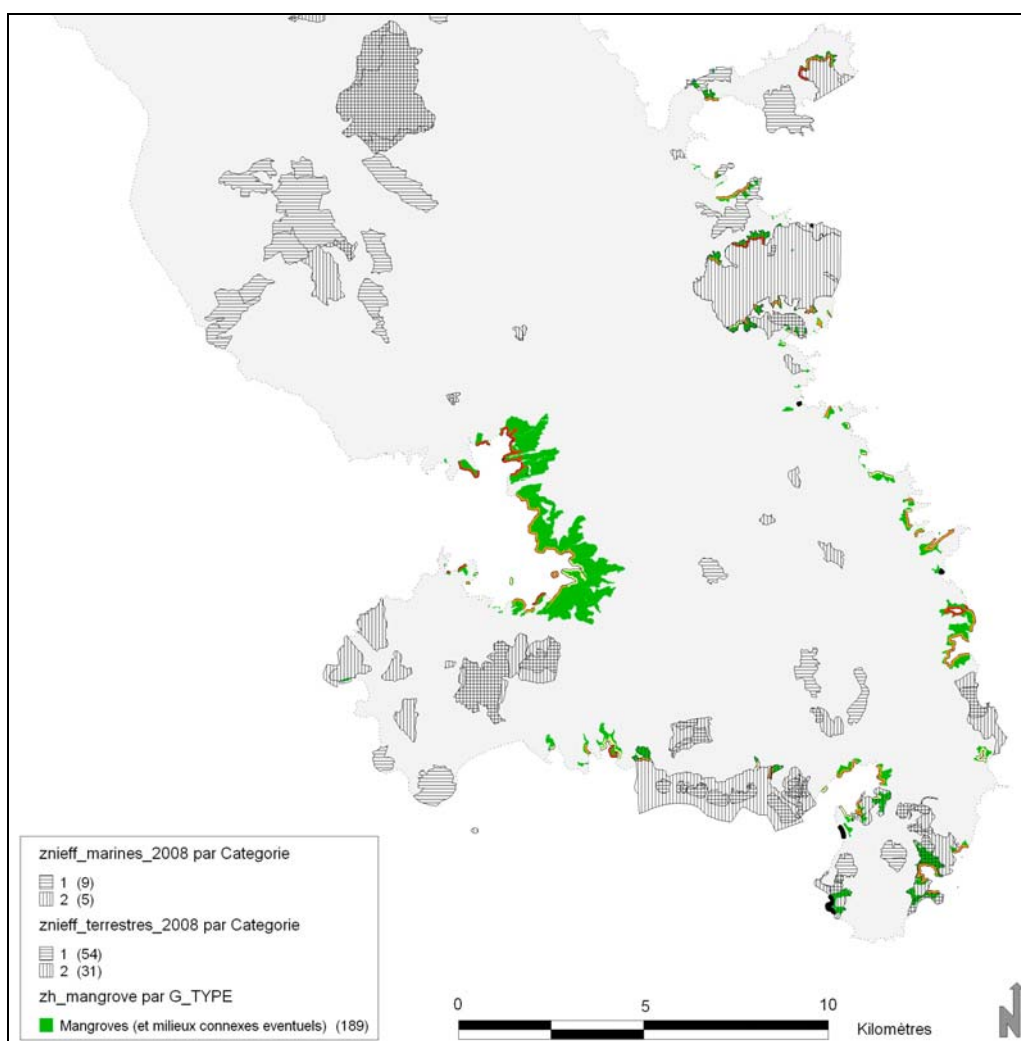 znieff_marines_2008 par Categorie
1 (9)
2 (5)
znieff_terrestres_2008 par Categorie
1 (54)
2 (31)
zh_mangrove par G_TYPE
Mangroves (et milieux connexes eventuels) (189)
0 5 10
Kilomètres
N